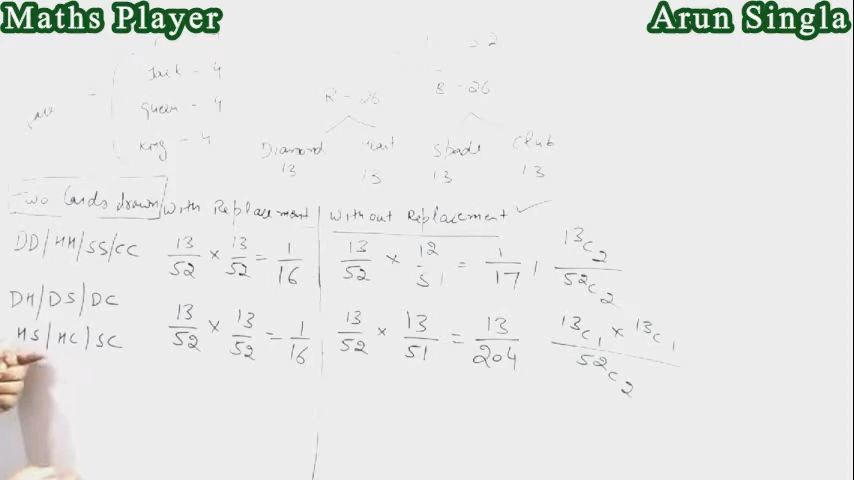 Maths Player
Arun Singla
Jack - 4
Queen - 4
King - 4
R - 26
B - 26
Diamond
Heart
Spade
Club
13
13
13
13
Two Cards drawn
With Replacement
Without Replacement ✓
DD/HH/SS/CC
13/52 × 13/52 = 1/16
13/52 × 12/51 = 1/17, 13C2/52C2
DH/DS/DC
HS/HC/SC
13/52 × 13/52 = 1/16
13/52 × 13/51 = 13/204
13C1 × 13C1/52C2